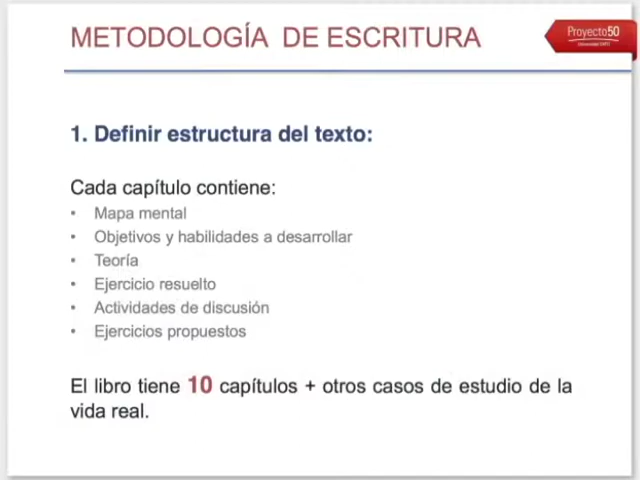 METODOLOGÍA DE ESCRITURA
Proyecto50
1. Definir estructura del texto:
Cada capítulo contiene:
• Mapa mental
• Objetivos y habilidades a desarrollar
• Teoría
• Ejercicio resuelto
• Actividades de discusión
• Ejercicios propuestos
El libro tiene 10 capítulos + otros casos de estudio de la
vida real.